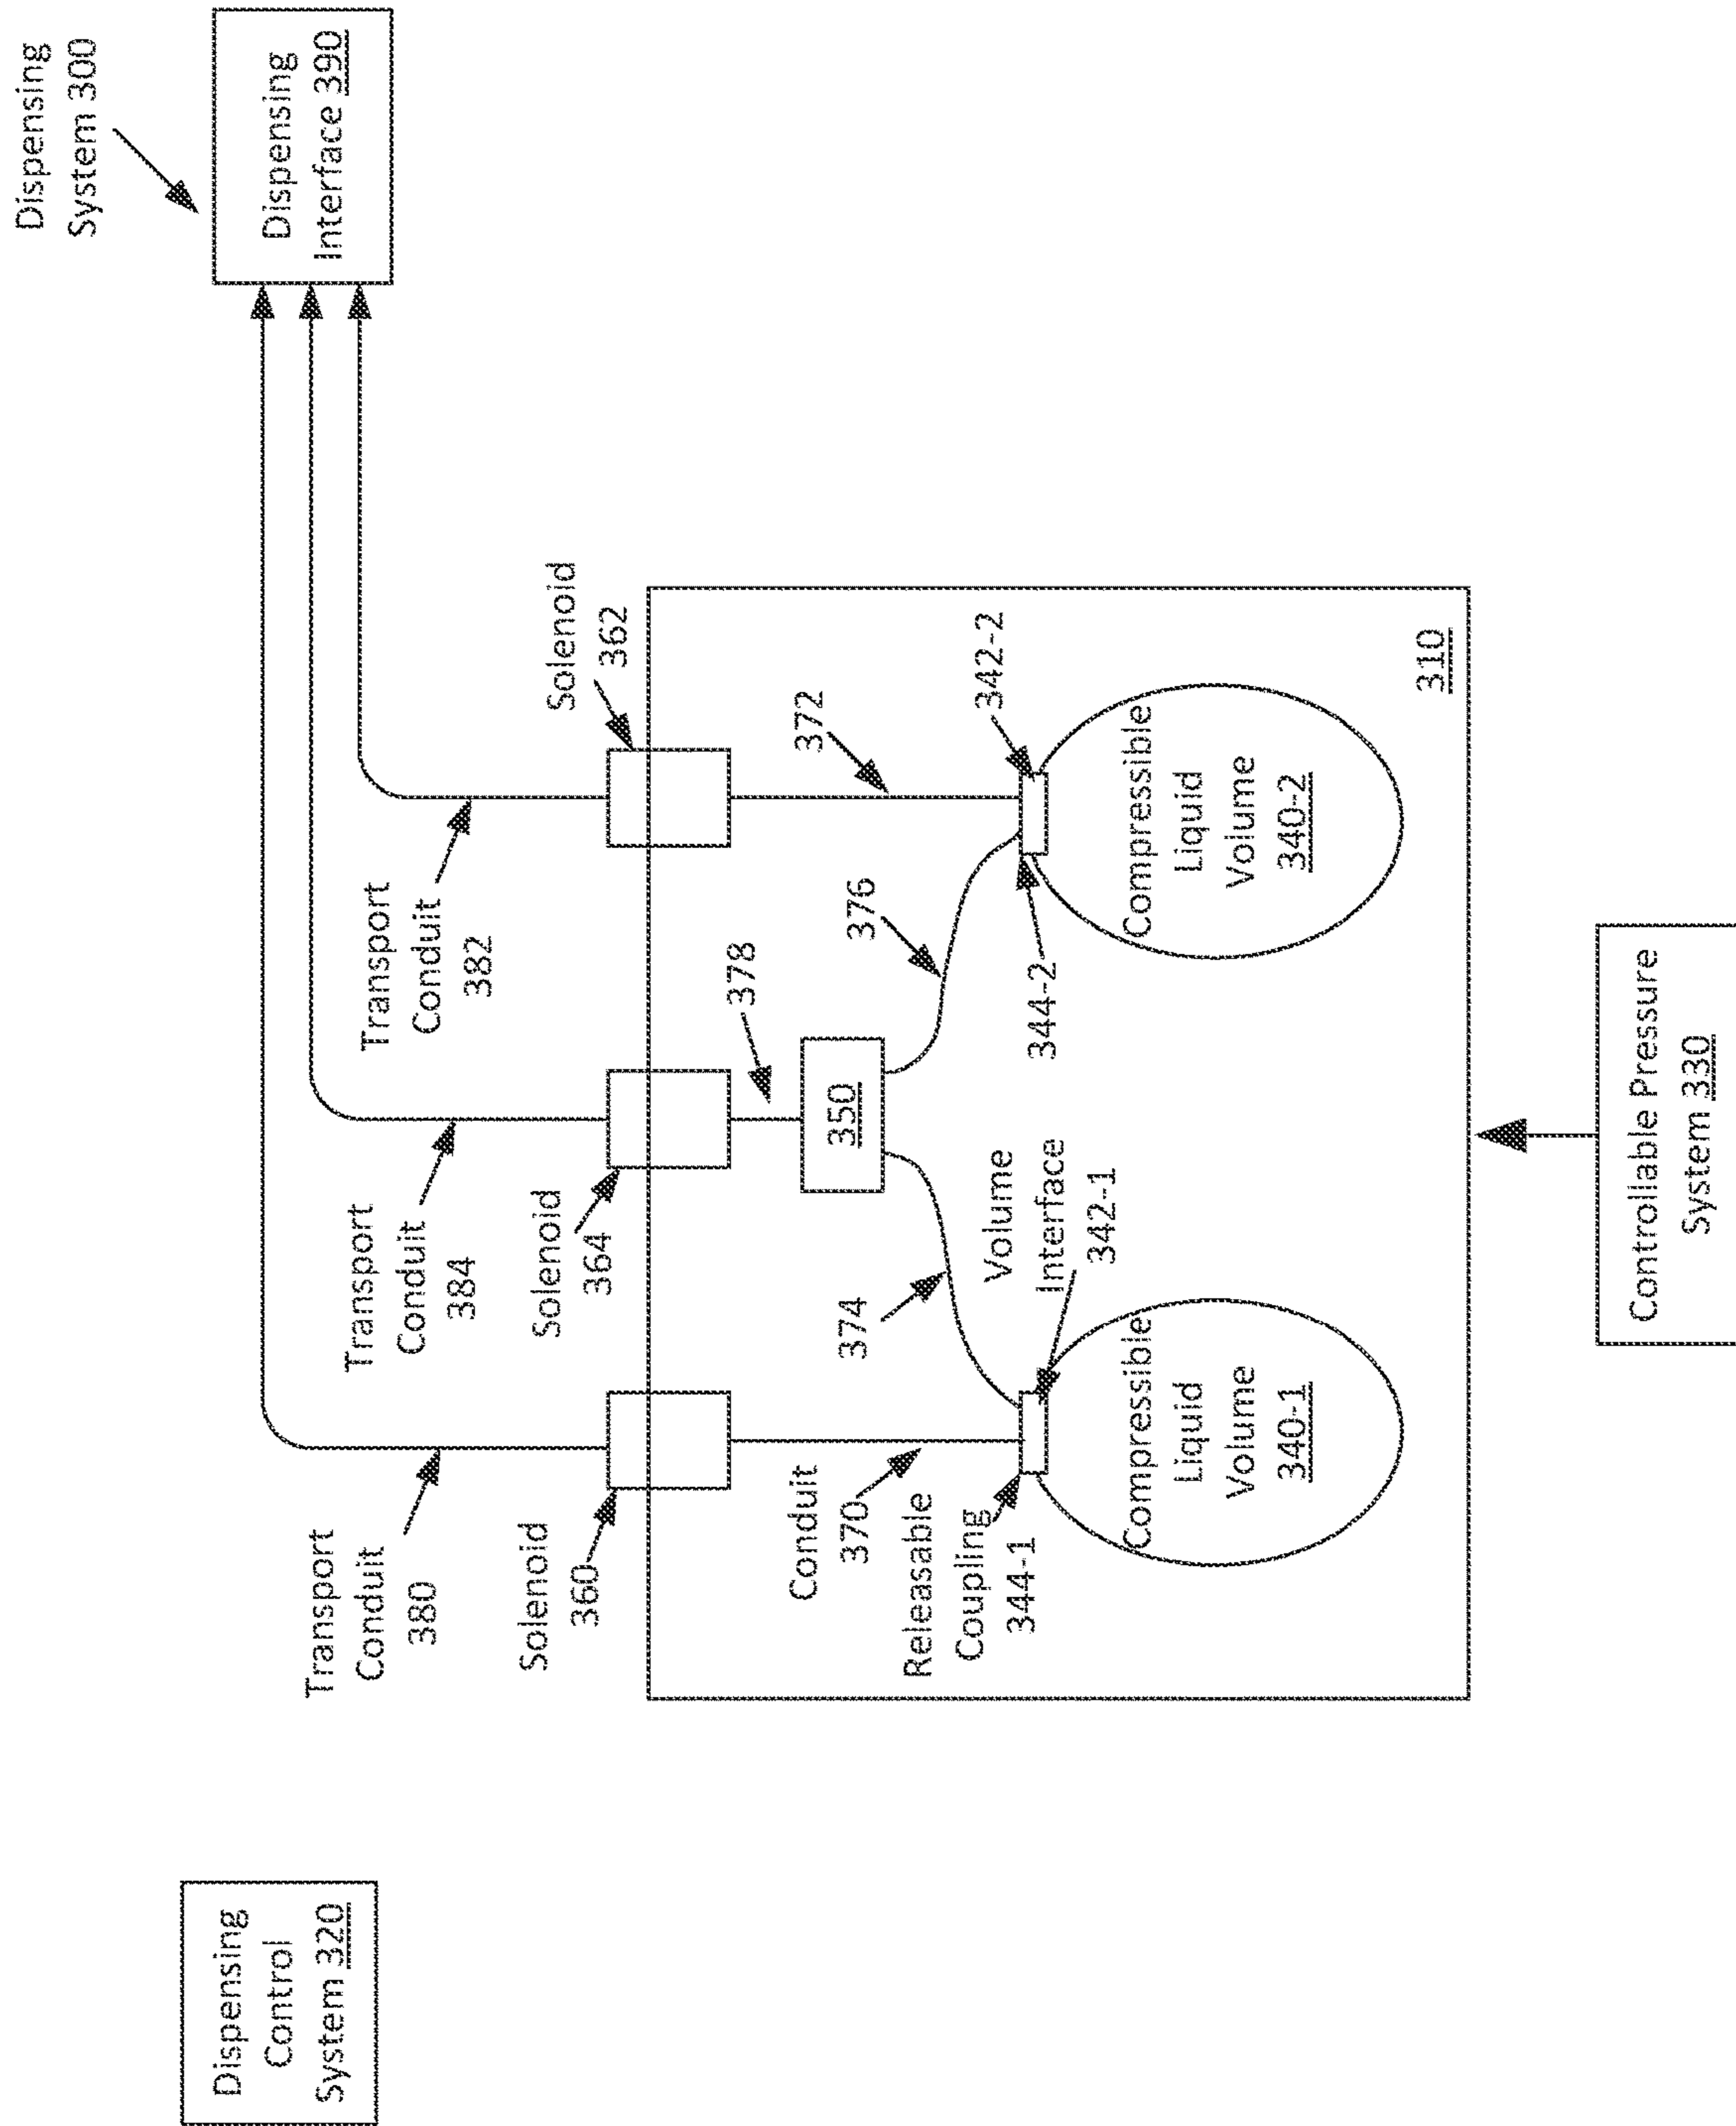 Dispensing
System 300
Dispensing
Control
System 320
Dispensing
Interface 390
Transport
Conduit
380
Transport
Conduit
384
Transport
Conduit
382
Solenoid
360
Solenoid
364
Solenoid
362
Conduit
370
378
372
350
374
376
Releasable
Coupling
344-1
Volume
Interface
342-1
344-2
342-2
Compressible
Liquid
Volume
340-1
Compressible
Liquid
Volume
340-2
310
Controllable Pressure
System 330